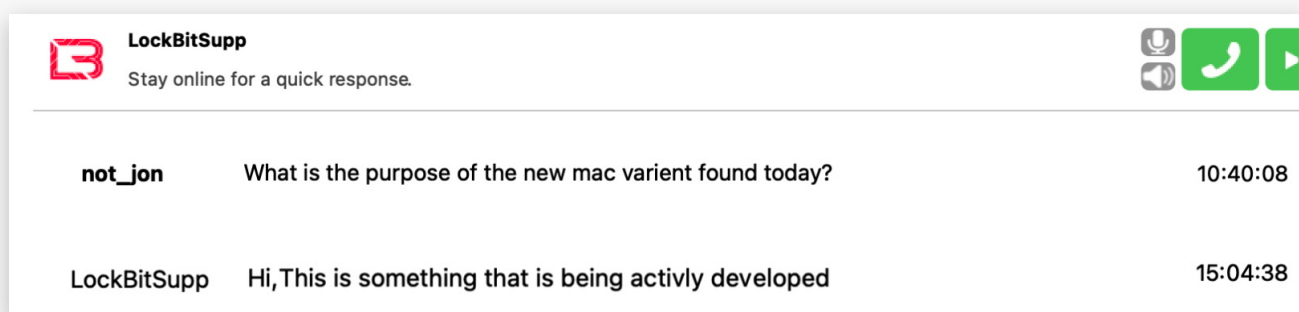 LockBitSupp
Stay online for a quick response.
not_jon What is the purpose of the new mac varient found today? 10:40:08
LockBitSupp Hi,This is something that is being activly developed 15:04:38